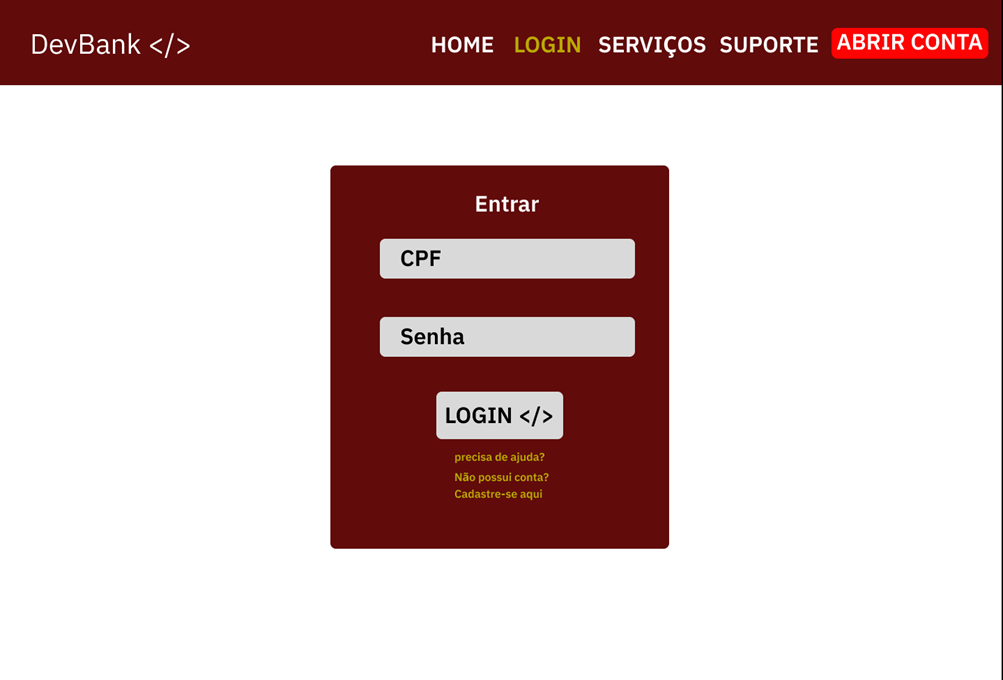 DevBank </>
HOME LOGIN SERVIÇOS SUPORTE ABRIR CONTA
Entrar
CPF
Senha
LOGIN </>
precisa de ajuda?
Não possui conta?
Cadastre-se aqui